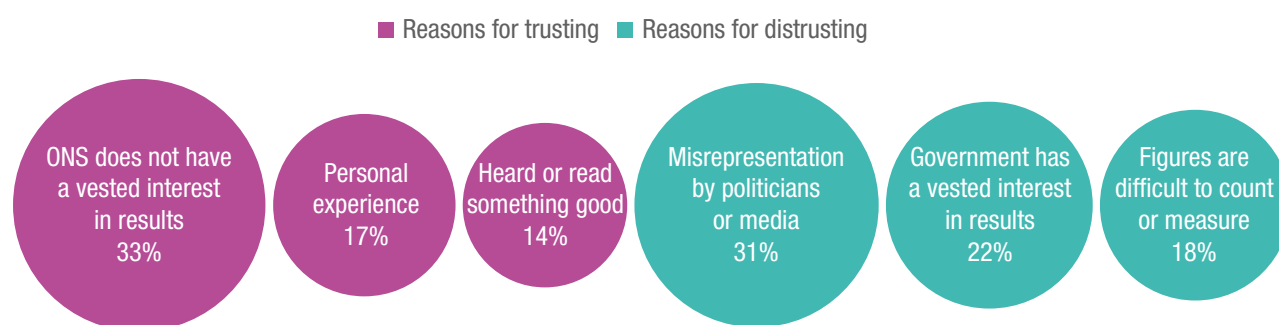 Reasons for trusting
Reasons for distrusting
ONS does not have
a vested interest
in results
33%
Personal
experience
17%
Heard or read
something good
14%
Misrepresentation
by politicians
or media
31%
Government has
a vested interest
in results
22%
Figures are
difficult to count
or measure
18%